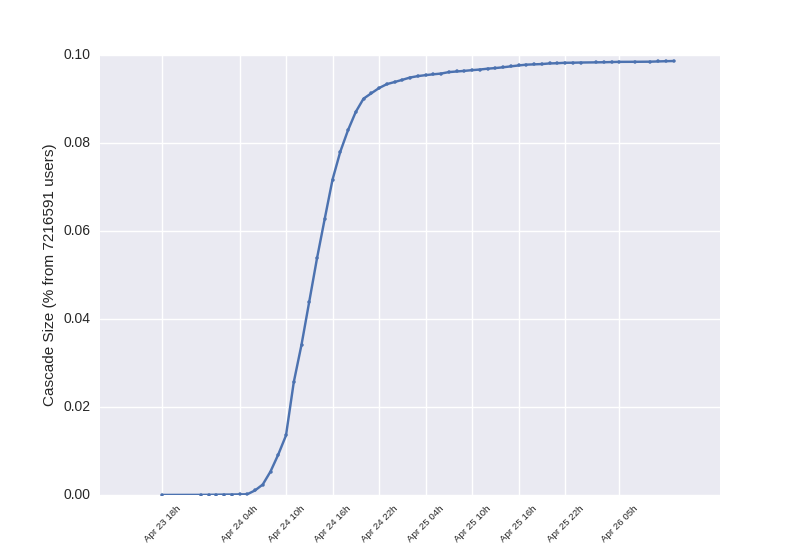 0.10
0.08
0.06
0.04
0.02
0.00
Cascade Size (% from 7216591 users)
Apr 23 18h
Apr 24 04h
Apr 24 10h
Apr 24 16h
Apr 24 22h
Apr 25 04h
Apr 25 10h
Apr 25 16h
Apr 25 22h
Apr 26 05h